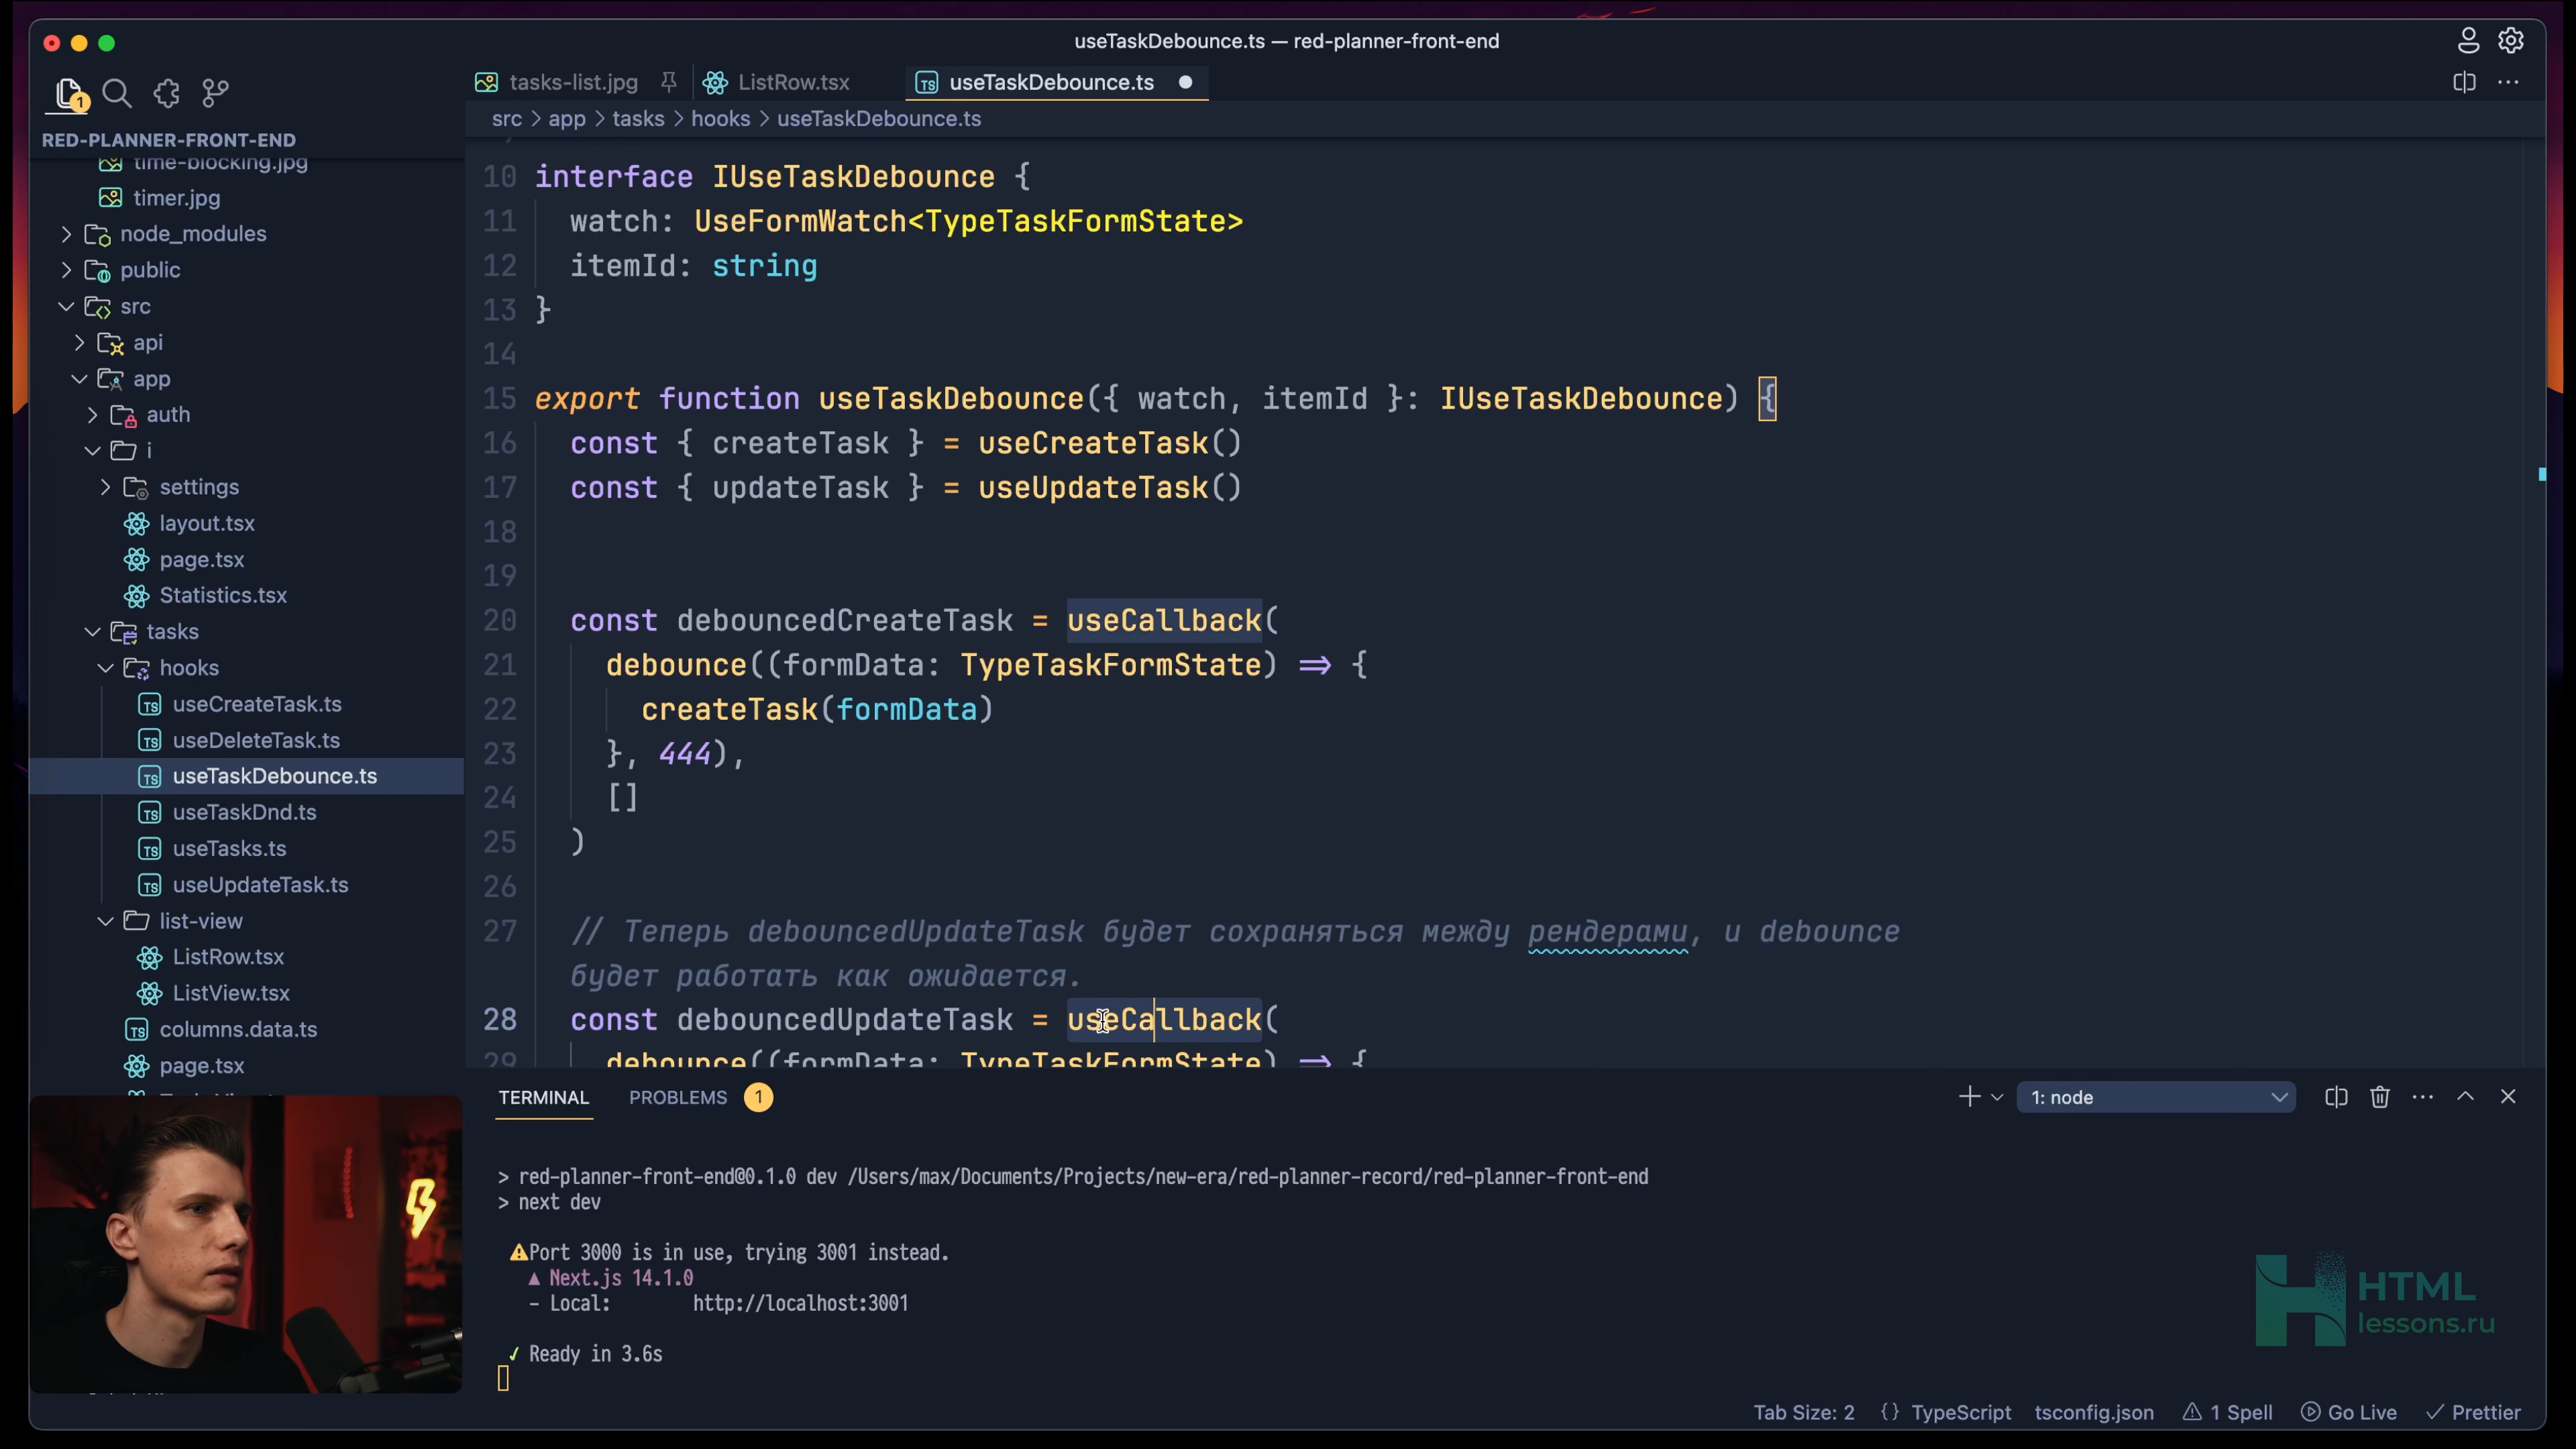 useTaskDebounce.ts — red-planner-front-end
1
tasks-list.jpg
ListRow.tsx
useTaskDebounce.ts
src > app > tasks > hooks > useTaskDebounce.ts
RED-PLANNER-FRONT-END
time-blocking.jpg
timer.jpg
node_modules
public
src
api
app
auth
i
settings
layout.tsx
page.tsx
Statistics.tsx
tasks
hooks
useCreateTask.ts
useDeleteTask.ts
useTaskDebounce.ts
useTaskDnd.ts
useTasks.ts
useUpdateTask.ts
list-view
ListRow.tsx
ListView.tsx
columns.data.ts
page.tsx
10 interface IUseTaskDebounce {
11 watch: UseFormWatch<TypeTaskFormState>
12 itemId: string
13 }
14
15 export function useTaskDebounce({ watch, itemId }: IUseTaskDebounce) {
16 const { createTask } = useCreateTask()
17 const { updateTask } = useUpdateTask()
18
19
20 const debouncedCreateTask = useCallback(
21 debounce((formData: TypeTaskFormState) => {
22 createTask(formData)
23 }, 444),
24 []
25 )
26
27 // Теперь debouncedUpdateTask будет сохраняться между рендерами, и debounce
будет работать как ожидается.
28 const debouncedUpdateTask = useCallback(
29 debounce((formData: TypeTaskFormState) => {
TERMINAL PROBLEMS 1
1: node
> red-planner-front-end@0.1.0 dev /Users/max/Documents/Projects/new-era/red-planner-record/red-planner-front-end
> next dev
⚠Port 3000 is in use, trying 3001 instead.
▲ Next.js 14.1.0
- Local: http://localhost:3001
✓ Ready in 3.6s
HTML
lessons.ru
Tab Size: 2 {} TypeScript tsconfig.json ⚠ 1 Spell Go Live ✓ Prettier